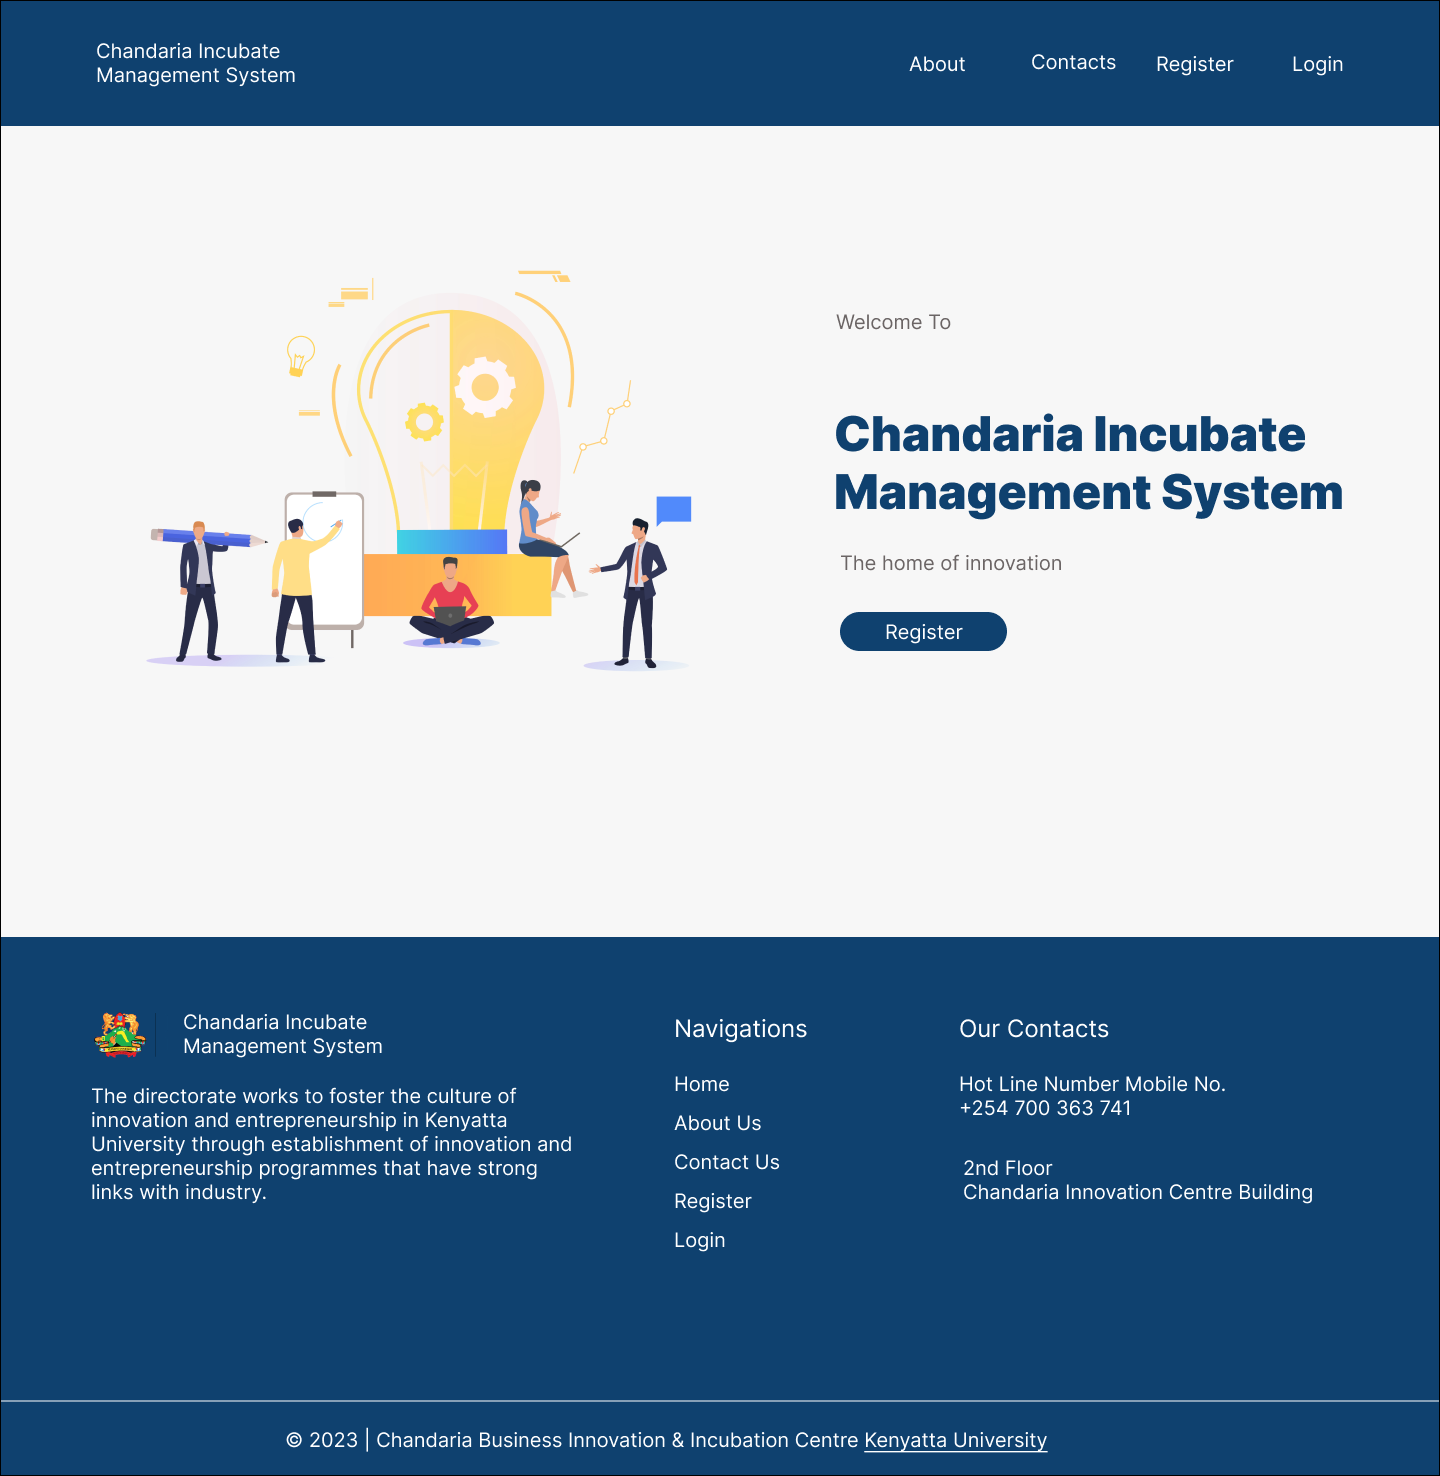 Chandaria Incubate
Management System
About
Contacts
Register
Login
Welcome To
Chandaria Incubate
Management System
The home of innovation
Register
Chandaria Incubate
Management System
The directorate works to foster the culture of
innovation and entrepreneurship in Kenyatta
University through establishment of innovation and
entrepreneurship programmes that have strong
links with industry.
Navigations
Home
About Us
Contact Us
Register
Login
Our Contacts
Hot Line Number Mobile No.
+254 700 363 741
2nd Floor
Chandaria Innovation Centre Building
© 2023 | Chandaria Business Innovation & Incubation Centre Kenyatta University